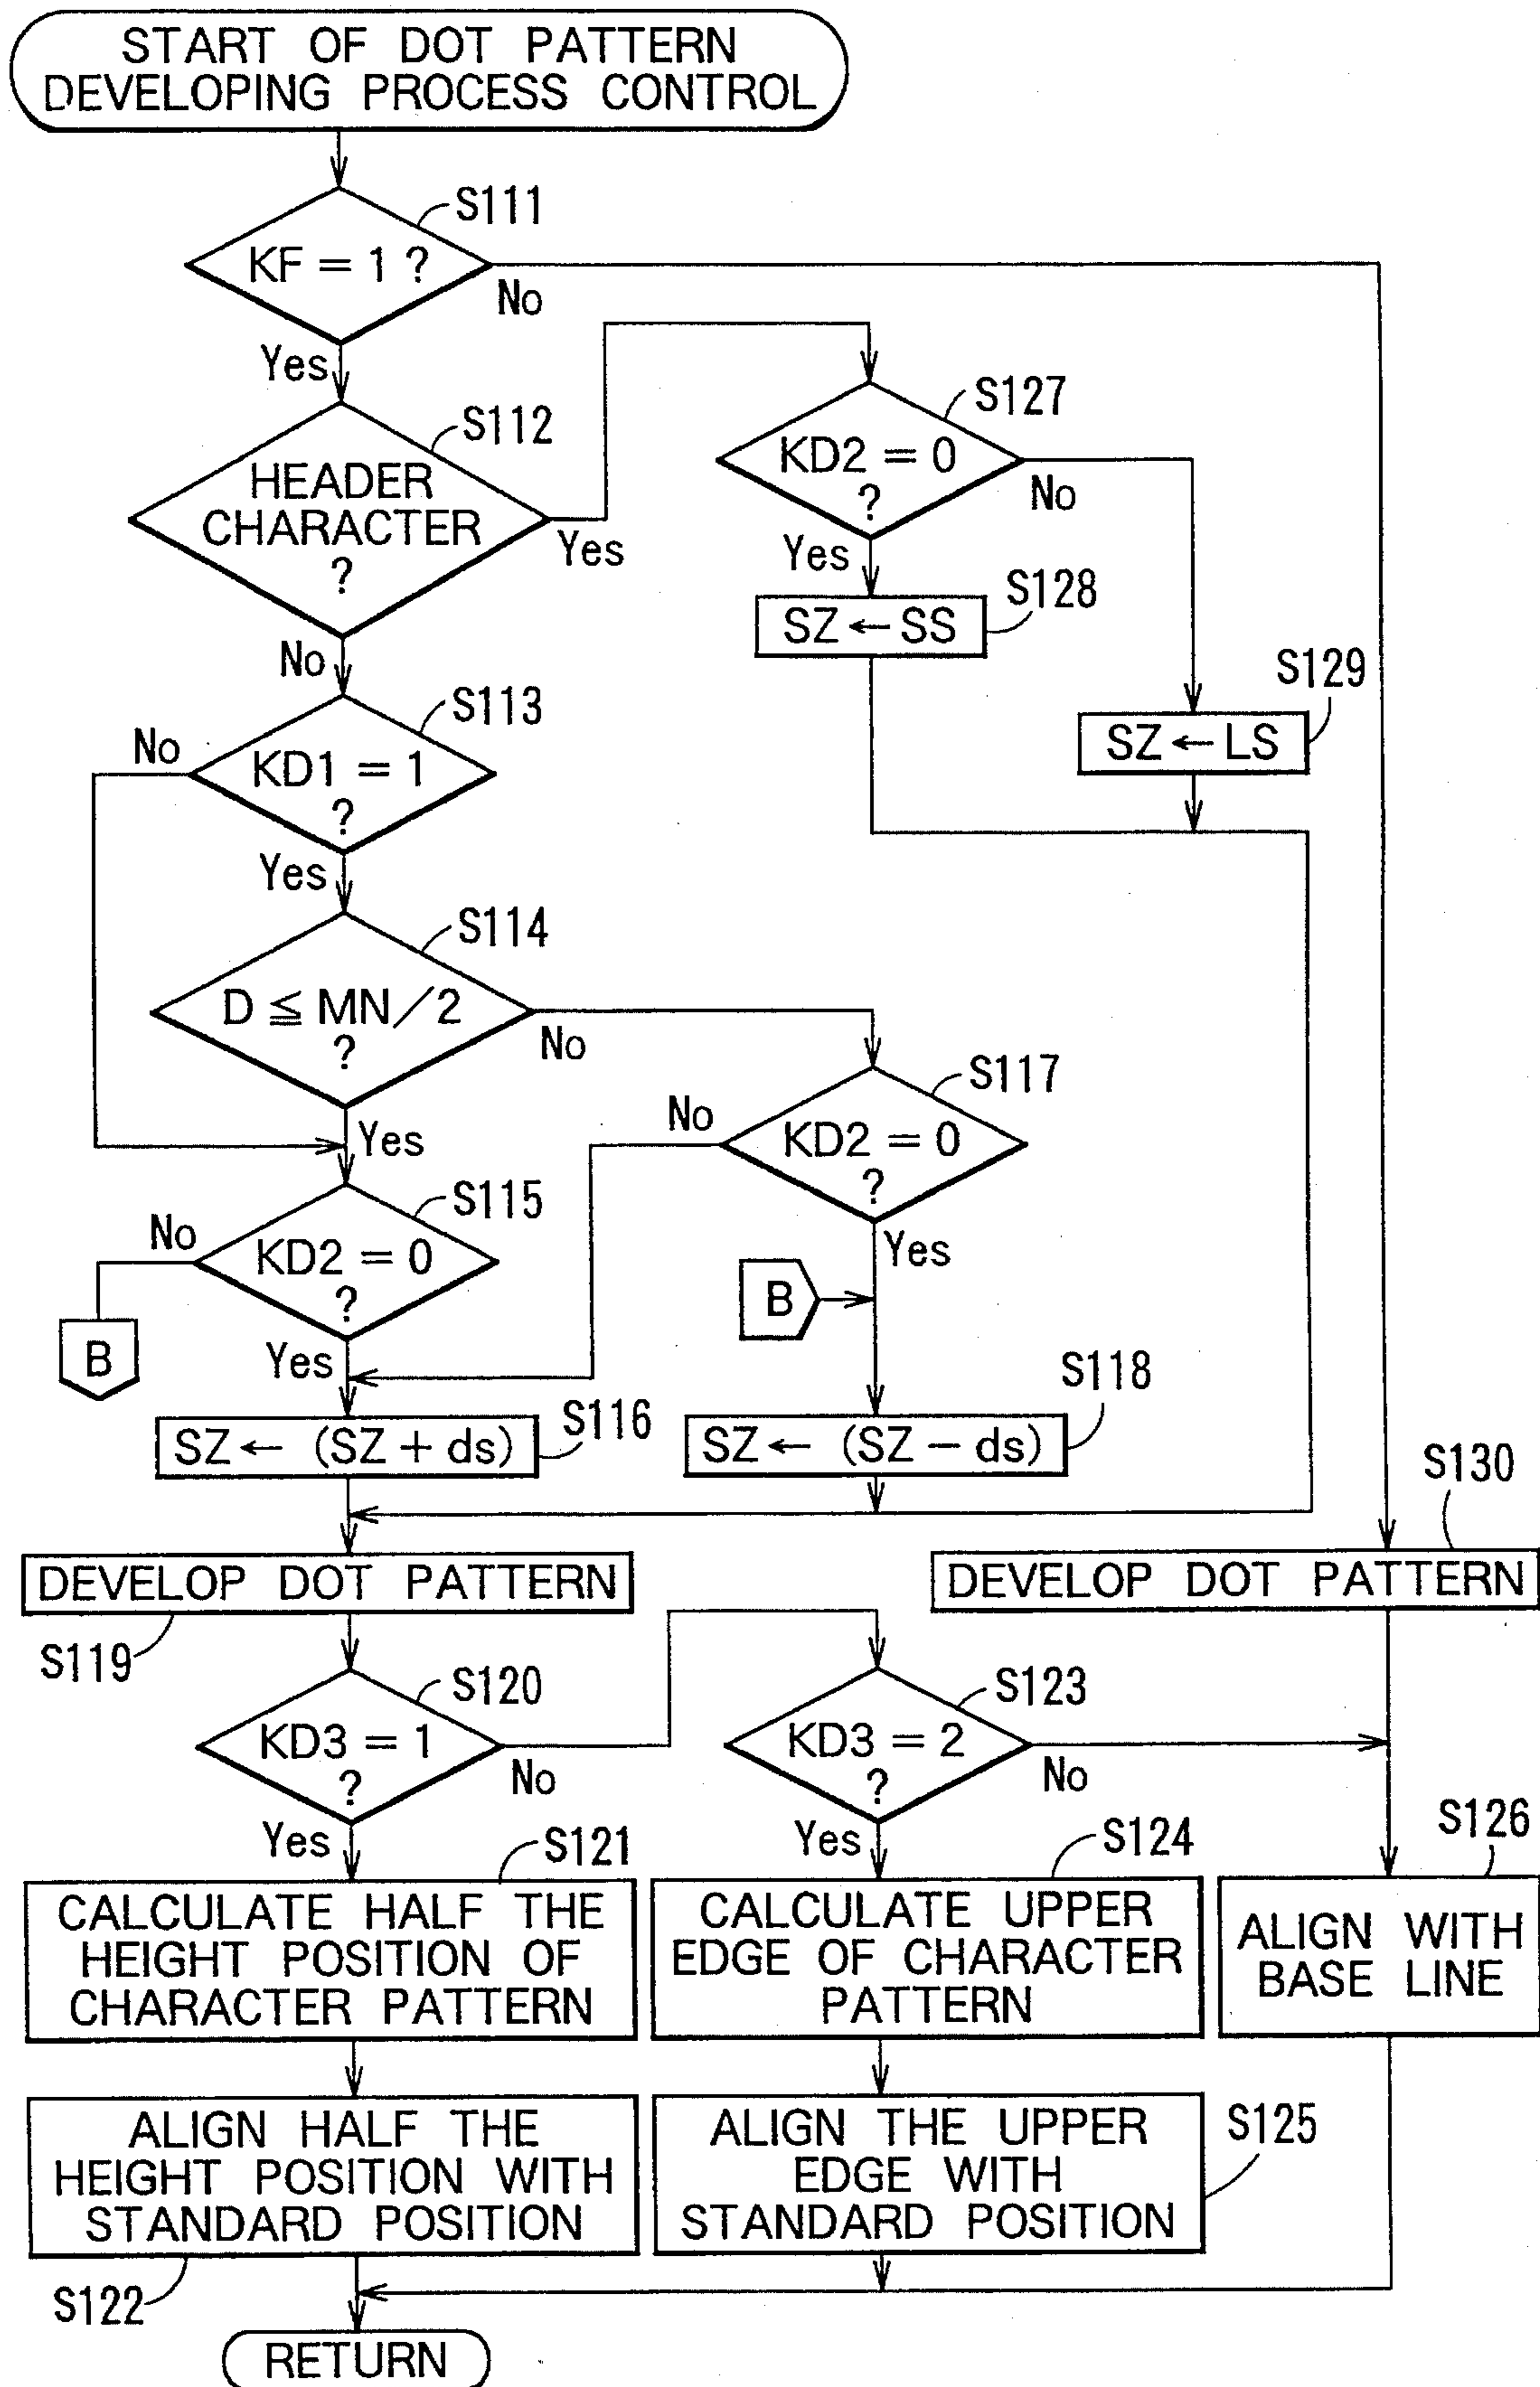 START OF DOT PATTERN
DEVELOPING PROCESS CONTROL
S111
KF = 1 ?
No
Yes
S112
HEADER
CHARACTER
?
Yes
No
S127
KD2 = 0
?
No
Yes
S128
SZ ← SS
S129
SZ ← LS
S113
No
KD1 = 1
?
Yes
S114
D ≦ MN/2
?
No
Yes
S117
No
KD2 = 0
?
Yes
S115
No
KD2 = 0
?
Yes
B
B
S116
SZ ← (SZ + ds)
S118
SZ ← (SZ − ds)
S130
DEVELOP DOT PATTERN
DEVELOP DOT PATTERN
S119
S120
KD3 = 1
?
No
Yes
S123
KD3 = 2
?
No
Yes
S121
CALCULATE HALF THE
HEIGHT POSITION OF
CHARACTER PATTERN
S124
CALCULATE UPPER
EDGE OF CHARACTER
PATTERN
S126
ALIGN WITH
BASE LINE
ALIGN HALF THE
HEIGHT POSITION WITH
STANDARD POSITION
S122
ALIGN THE UPPER
EDGE WITH
STANDARD POSITION
S125
RETURN